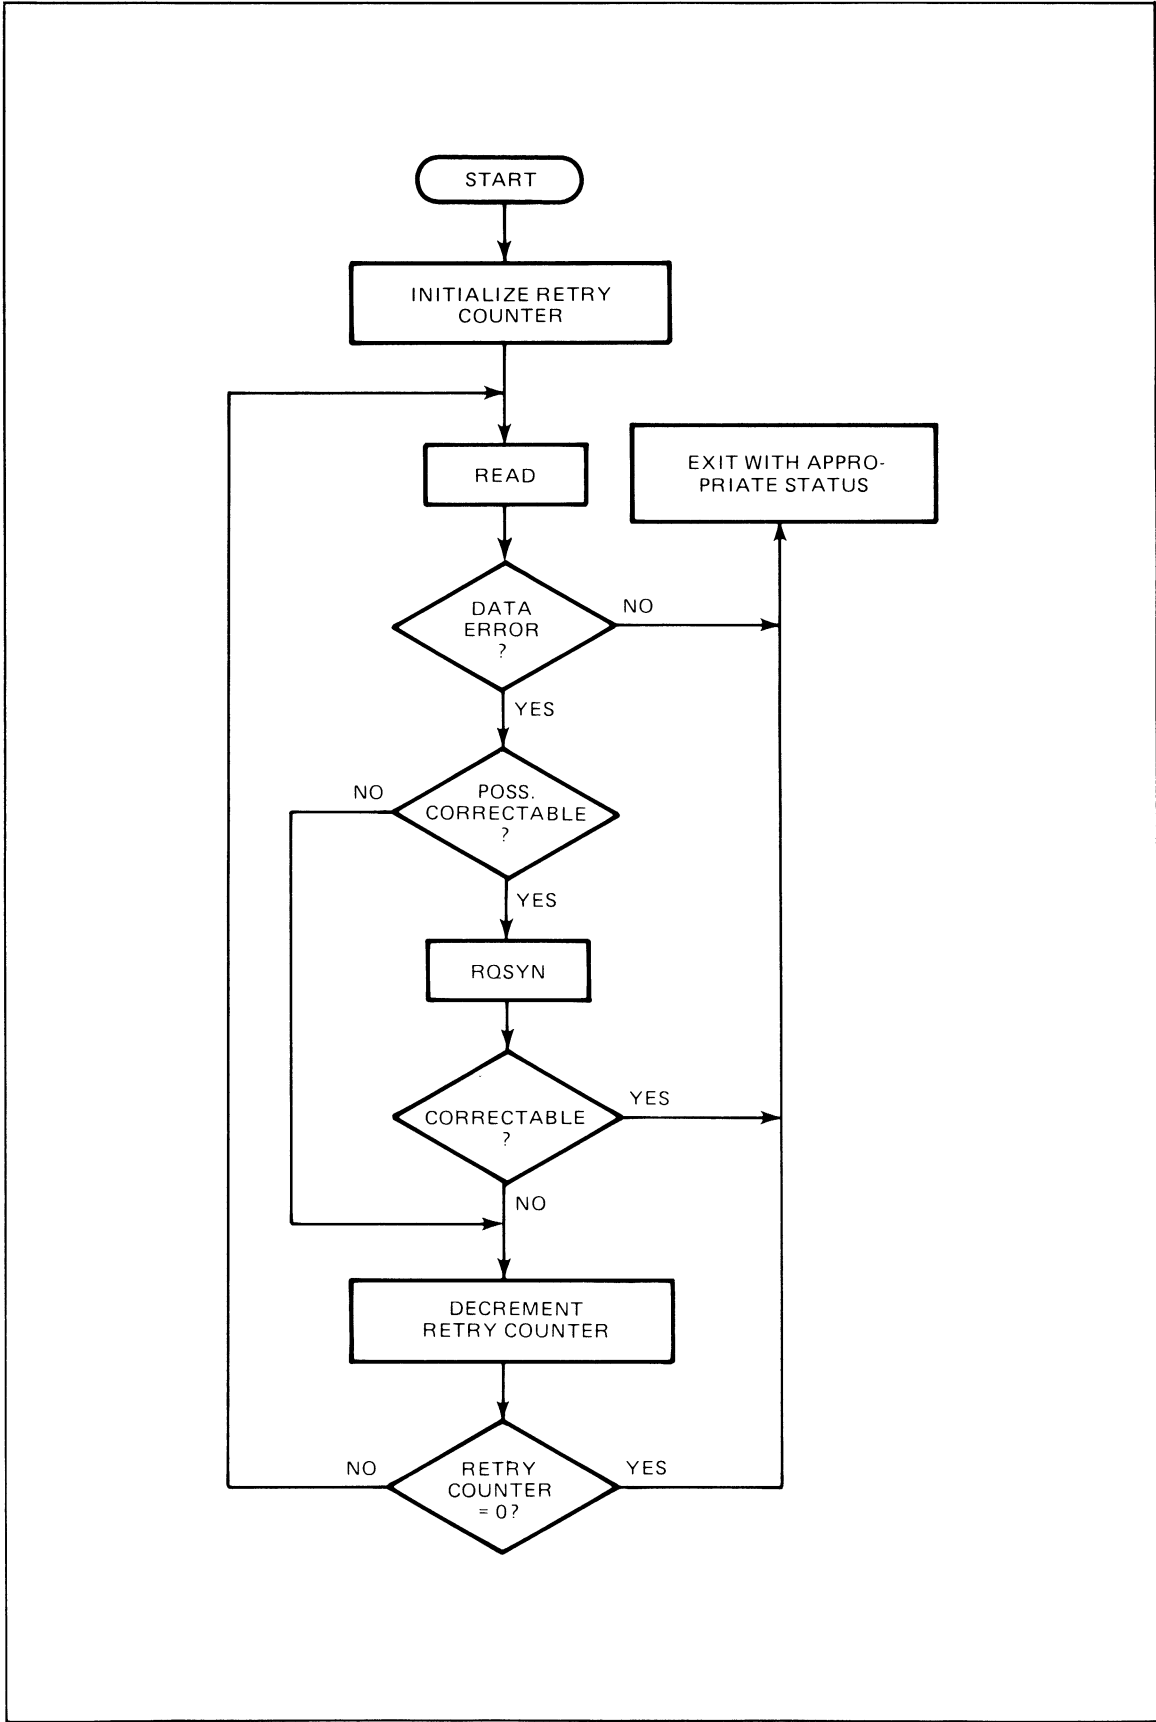 START
INITIALIZE RETRY
COUNTER
READ
EXIT WITH APPRO-
PRIATE STATUS
DATA
ERROR
?
NO
YES
POSS.
CORRECTABLE
?
NO
YES
RQSYN
CORRECTABLE
?
YES
NO
DECREMENT
RETRY COUNTER
RETRY
COUNTER
= 0?
NO
YES